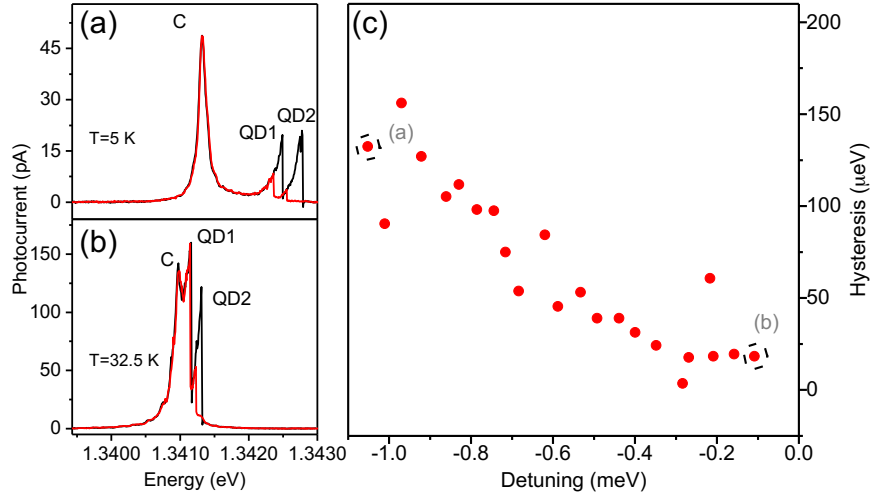 (a)
C
QD1
QD2
T=5 K
45
30
15
0
(b)
C
QD1
QD2
T=32.5 K
150
100
50
0
Photocurrent (pA)
1.3400
1.3410
1.3420
1.3430
Energy (eV)
(c)
(a)
(b)
200
150
100
50
0
Hysteresis (µeV)
-1.0
-0.8
-0.6
-0.4
-0.2
0.0
Detuning (meV)